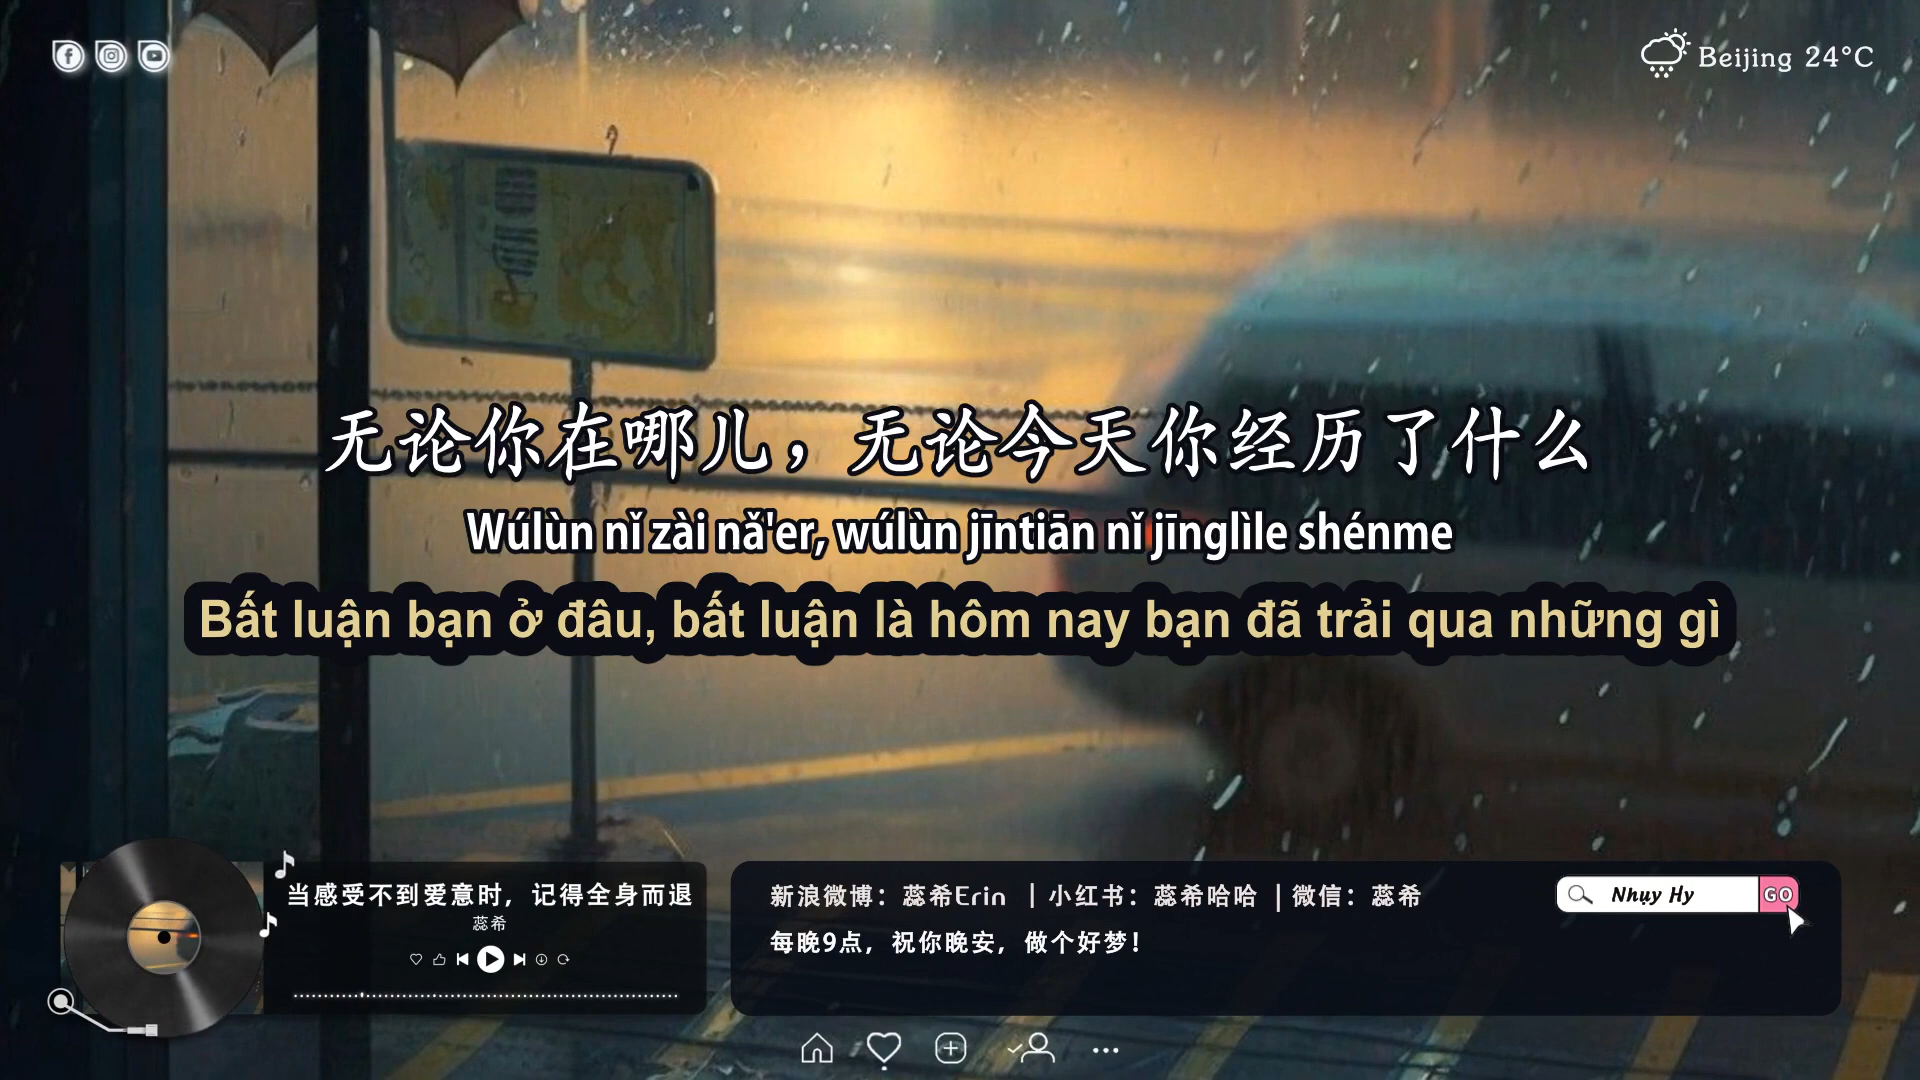 Beijing 24°C
无论你在哪儿，无论今天你经历了什么
Wúlùn nǐ zài nǎ'er, wúlùn jīntiān nǐ jīnglìle shénme
Bất luận bạn ở đâu, bất luận là hôm nay bạn đã trải qua những gì
当感受不到爱意时，记得全身而退
蕊希
新浪微博：蕊希Erin ｜小红书：蕊希哈哈 ｜微信：蕊希
每晚9点，祝你晚安，做个好梦！
Nhụy Hy
GO